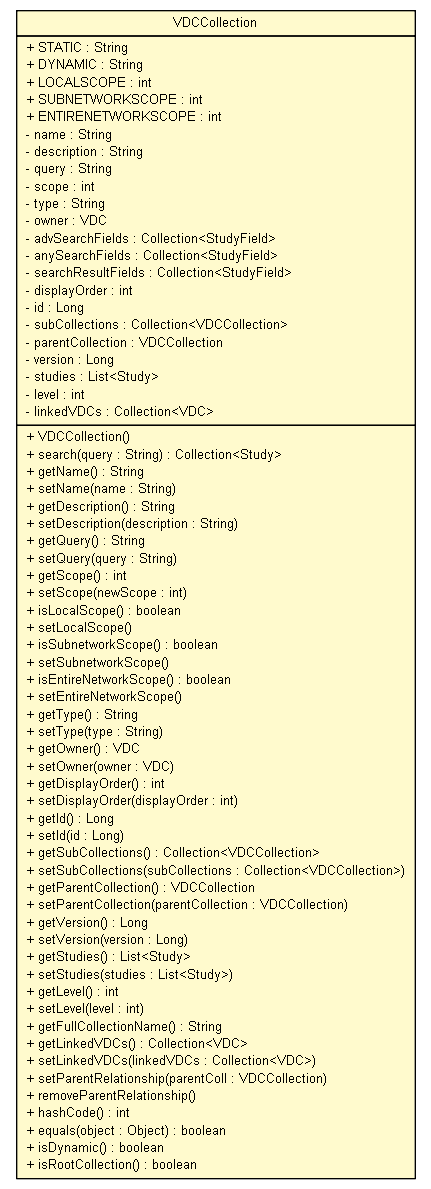 VDCCollection
+ STATIC : String
+ DYNAMIC : String
+ LOCALSCOPE : int
+ SUBNETWORKSCOPE : int
+ ENTIRENETWORKSCOPE : int
- name : String
- description : String
- query : String
- scope : int
- type : String
- owner : VDC
- advSearchFields : Collection<StudyField>
- anySearchFields : Collection<StudyField>
- searchResultFields : Collection<StudyField>
- displayOrder : int
- id : Long
- subCollections : Collection<VDCCollection>
- parentCollection : VDCCollection
- version : Long
- studies : List<Study>
- level : int
- linkedVDCs : Collection<VDC>
+ VDCCollection()
+ search(query : String) : Collection<Study>
+ getName() : String
+ setName(name : String)
+ getDescription() : String
+ setDescription(description : String)
+ getQuery() : String
+ setQuery(query : String)
+ getScope() : int
+ setScope(newScope : int)
+ isLocalScope() : boolean
+ setLocalScope()
+ isSubnetworkScope() : boolean
+ setSubnetworkScope()
+ isEntireNetworkScope() : boolean
+ setEntireNetworkScope()
+ getType() : String
+ setType(type : String)
+ getOwner() : VDC
+ setOwner(owner : VDC)
+ getDisplayOrder() : int
+ setDisplayOrder(displayOrder : int)
+ getId() : Long
+ setId(id : Long)
+ getSubCollections() : Collection<VDCCollection>
+ setSubCollections(subCollections : Collection<VDCCollection>)
+ getParentCollection() : VDCCollection
+ setParentCollection(parentCollection : VDCCollection)
+ getVersion() : Long
+ setVersion(version : Long)
+ getStudies() : List<Study>
+ setStudies(studies : List<Study>)
+ getLevel() : int
+ setLevel(level : int)
+ getFullCollectionName() : String
+ getLinkedVDCs() : Collection<VDC>
+ setLinkedVDCs(linkedVDCs : Collection<VDC>)
+ setParentRelationship(parentColl : VDCCollection)
+ removeParentRelationship()
+ hashCode() : int
+ equals(object : Object) : boolean
+ isDynamic() : boolean
+ isRootCollection() : boolean